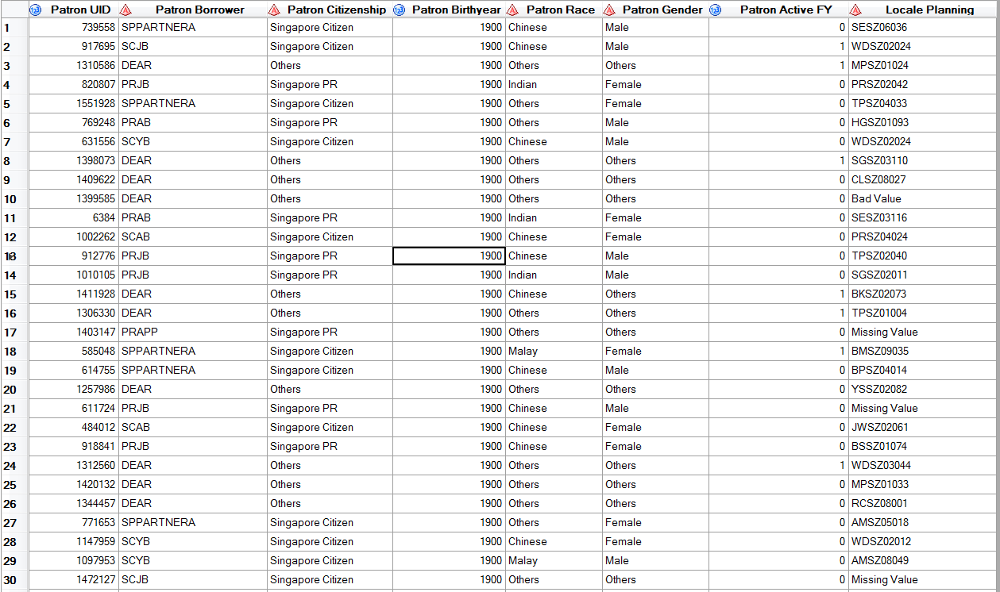 Patron UID Patron Borrower Patron Citizenship Patron Birthyear Patron Race Patron Gender Patron Active FY Locale Planning
1 739558 SPPARTNERA Singapore Citizen 1900 Chinese Male 0 SESZ06036
2 917695 SCJB Singapore Citizen 1900 Chinese Male 1 WDSZ02024
3 1310586 DEAR Others 1900 Others Others 1 MPSZ01024
4 820807 PRJB Singapore PR 1900 Indian Female 0 PRSZ02042
5 1551928 SPPARTNERA Singapore Citizen 1900 Others Female 0 TPSZ04033
6 769248 PRAB Singapore PR 1900 Others Male 0 HGSZ01093
7 631556 SCYB Singapore Citizen 1900 Chinese Male 0 WDSZ02024
8 1398073 DEAR Others 1900 Others Others 1 SGSZ03110
9 1409622 DEAR Others 1900 Others Others 0 CLSZ08027
10 1399585 DEAR Others 1900 Others Others 0 Bad Value
11 6384 PRAB Singapore PR 1900 Indian Female 0 SESZ03116
12 1002262 SCAB Singapore Citizen 1900 Chinese Female 0 PRSZ04024
13 912776 PRJB Singapore PR 1900 Chinese Male 0 TPSZ02040
14 1010105 PRJB Singapore PR 1900 Indian Male 0 SGSZ02011
15 1411928 DEAR Others 1900 Chinese Others 1 BKSZ02073
16 1306330 DEAR Others 1900 Others Others 1 TPSZ01004
17 1403147 PRAPP Singapore PR 1900 Others Others 0 Missing Value
18 585048 SPPARTNERA Singapore Citizen 1900 Malay Female 1 BMSZ09035
19 614755 SPPARTNERA Singapore Citizen 1900 Chinese Male 0 BPSZ04014
20 1257986 DEAR Others 1900 Others Others 0 YSSZ02082
21 611724 PRJB Singapore PR 1900 Chinese Male 0 Missing Value
22 484012 SCAB Singapore Citizen 1900 Chinese Female 0 JWSZ02061
23 918841 PRJB Singapore PR 1900 Chinese Female 0 BSSZ01074
24 1312560 DEAR Others 1900 Others Others 1 WDSZ03044
25 1420132 DEAR Others 1900 Others Others 0 MPSZ01033
26 1344457 DEAR Others 1900 Others Others 0 RCSZ08001
27 771653 SPPARTNERA Singapore Citizen 1900 Others Female 0 AMSZ05018
28 1147959 SCYB Singapore Citizen 1900 Chinese Female 0 WDSZ02012
29 1097953 SCYB Singapore Citizen 1900 Malay Male 0 AMSZ08049
30 1472127 SCJB Singapore Citizen 1900 Others Others 0 Missing Value